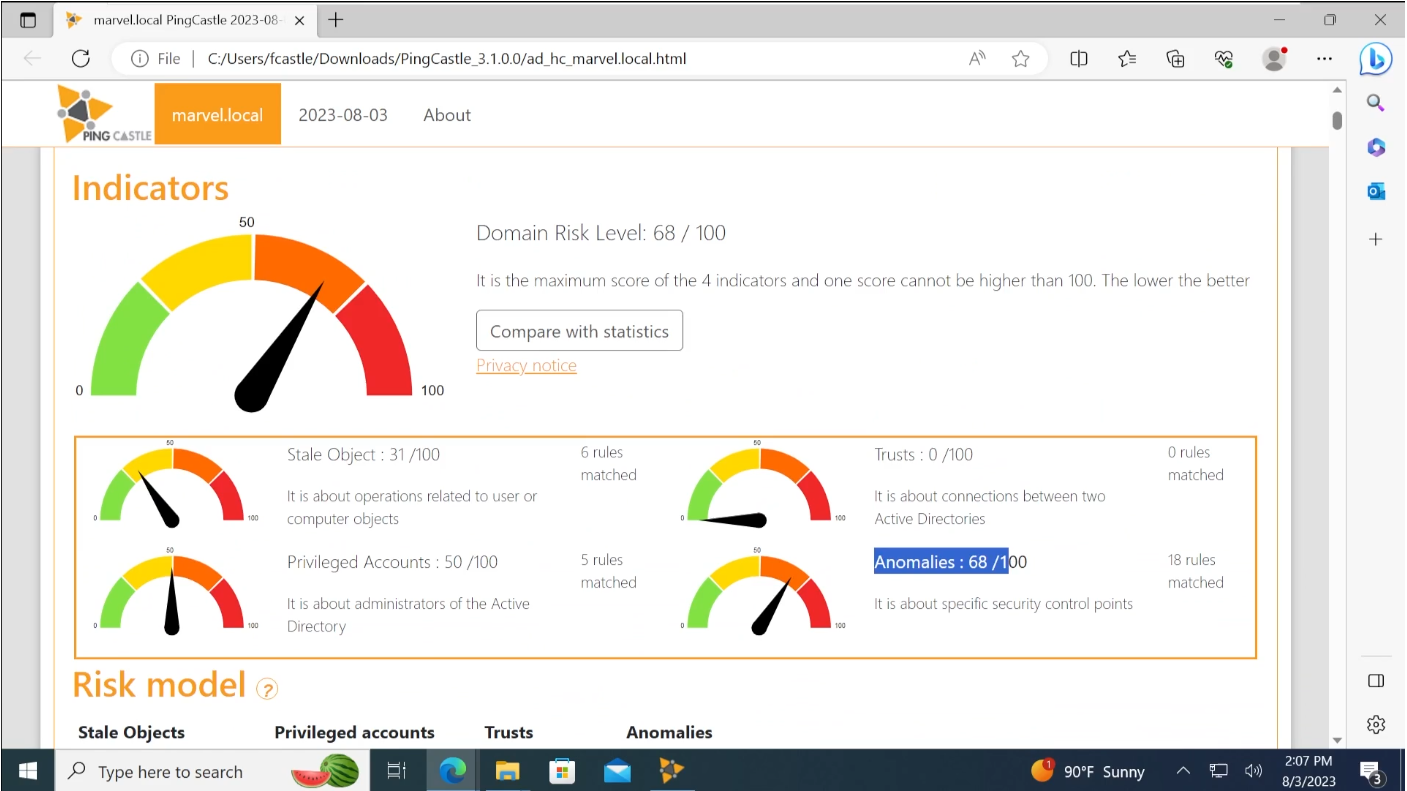 marvel.local PingCastle 2023-08-
File
C:/Users/fcastle/Downloads/PingCastle_3.1.0.0/ad_hc_marvel.local.html
PING CASTLE
marvel.local
2023-08-03
About
Indicators
50
0
100
Domain Risk Level: 68 / 100
It is the maximum score of the 4 indicators and one score cannot be higher than 100. The lower the better
Compare with statistics
Privacy notice
50
0
100
Stale Object : 31 /100
It is about operations related to user or
computer objects
6 rules
matched
50
0
100
Trusts : 0 /100
It is about connections between two
Active Directories
0 rules
matched
50
0
100
Privileged Accounts : 50 /100
It is about administrators of the Active
Directory
5 rules
matched
50
0
100
Anomalies : 68 /100
It is about specific security control points
18 rules
matched
Risk model ?
Stale Objects
Privileged accounts
Trusts
Anomalies
Type here to search
1
90°F Sunny
2:07 PM
8/3/2023
3